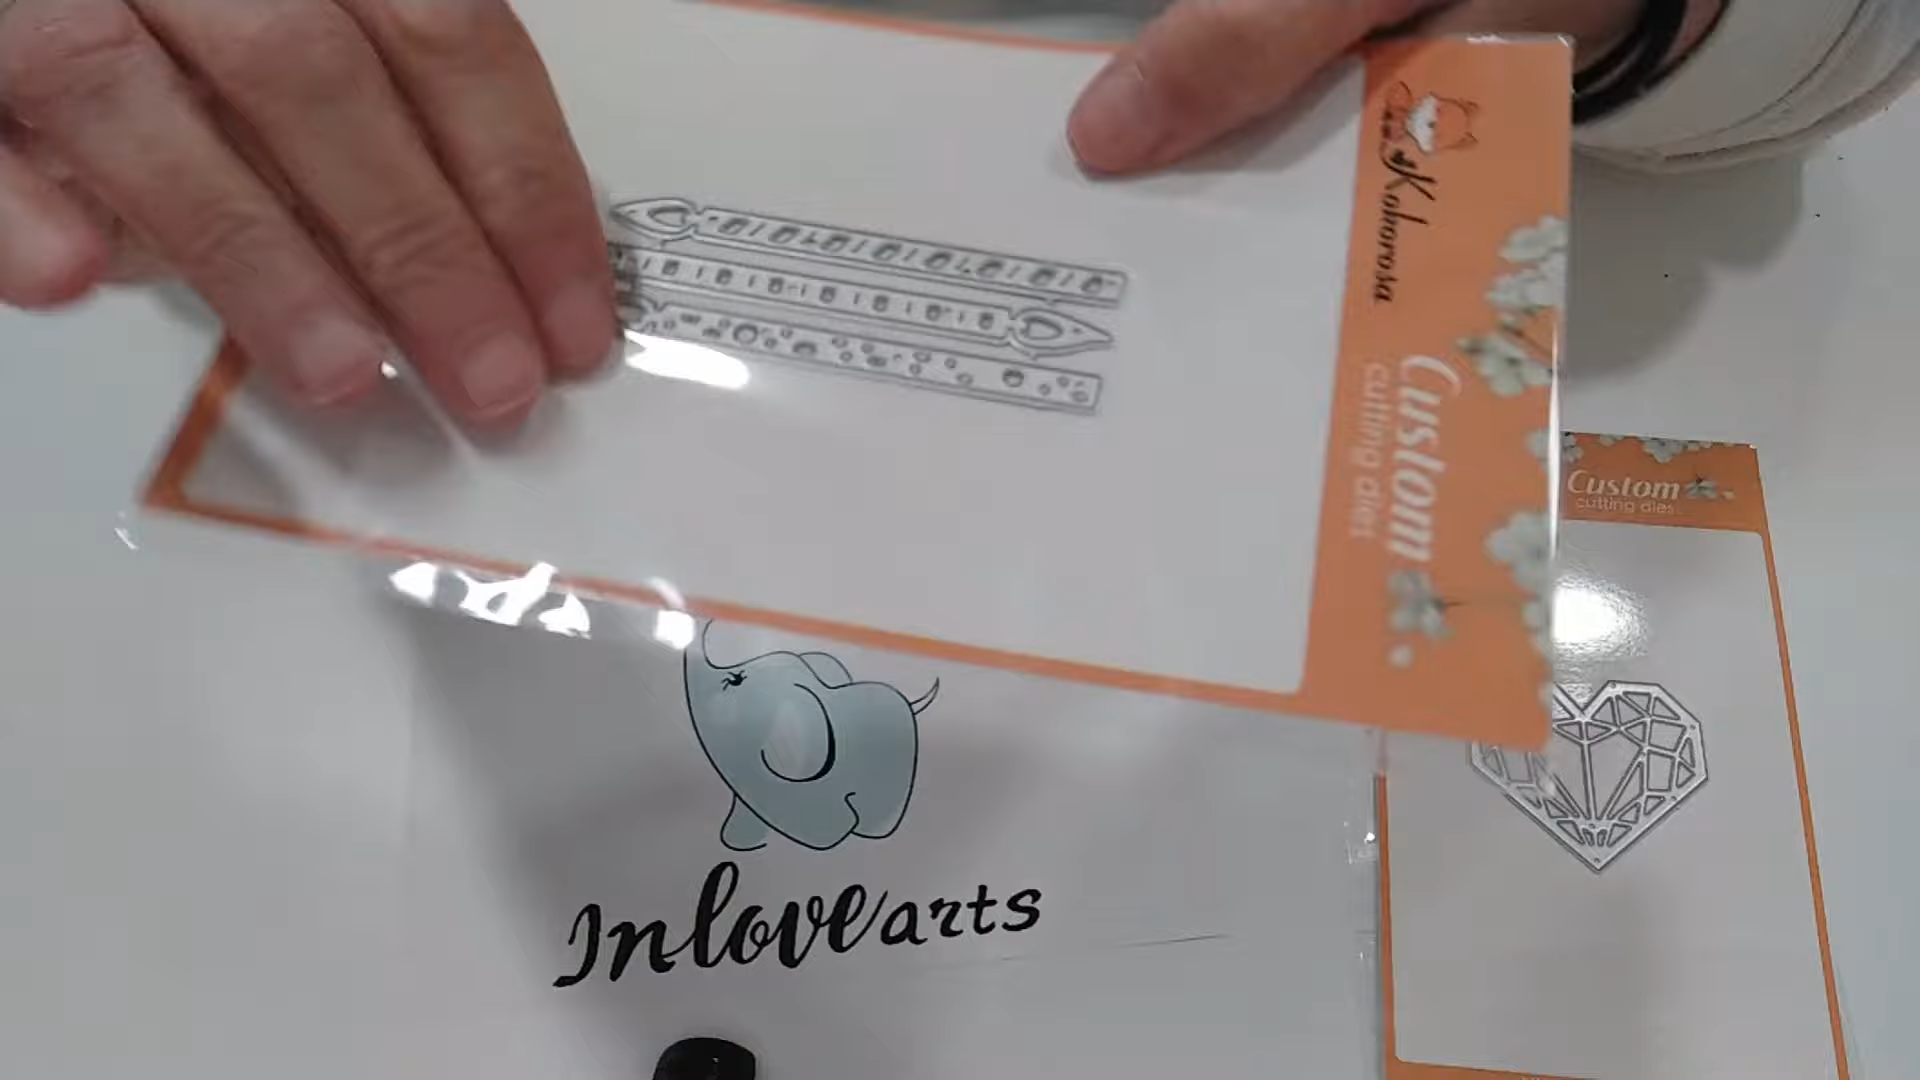 Kokorosa
Custom
cutting dies
Custom
cutting dies
Inlovearts